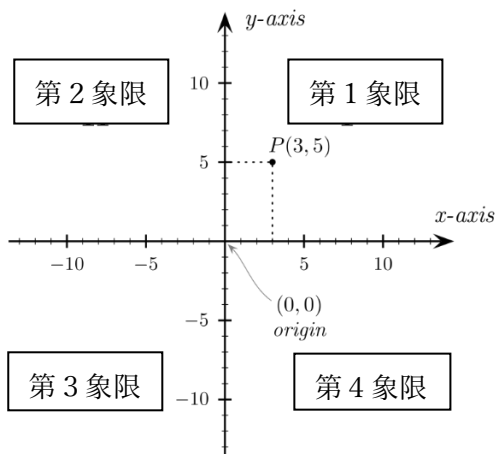 y-axis
10
第2象限
第1象限
P(3,5)
5
x-axis
−10
−5
5
10
(0,0)
origin
−5
第3象限
第4象限
−10